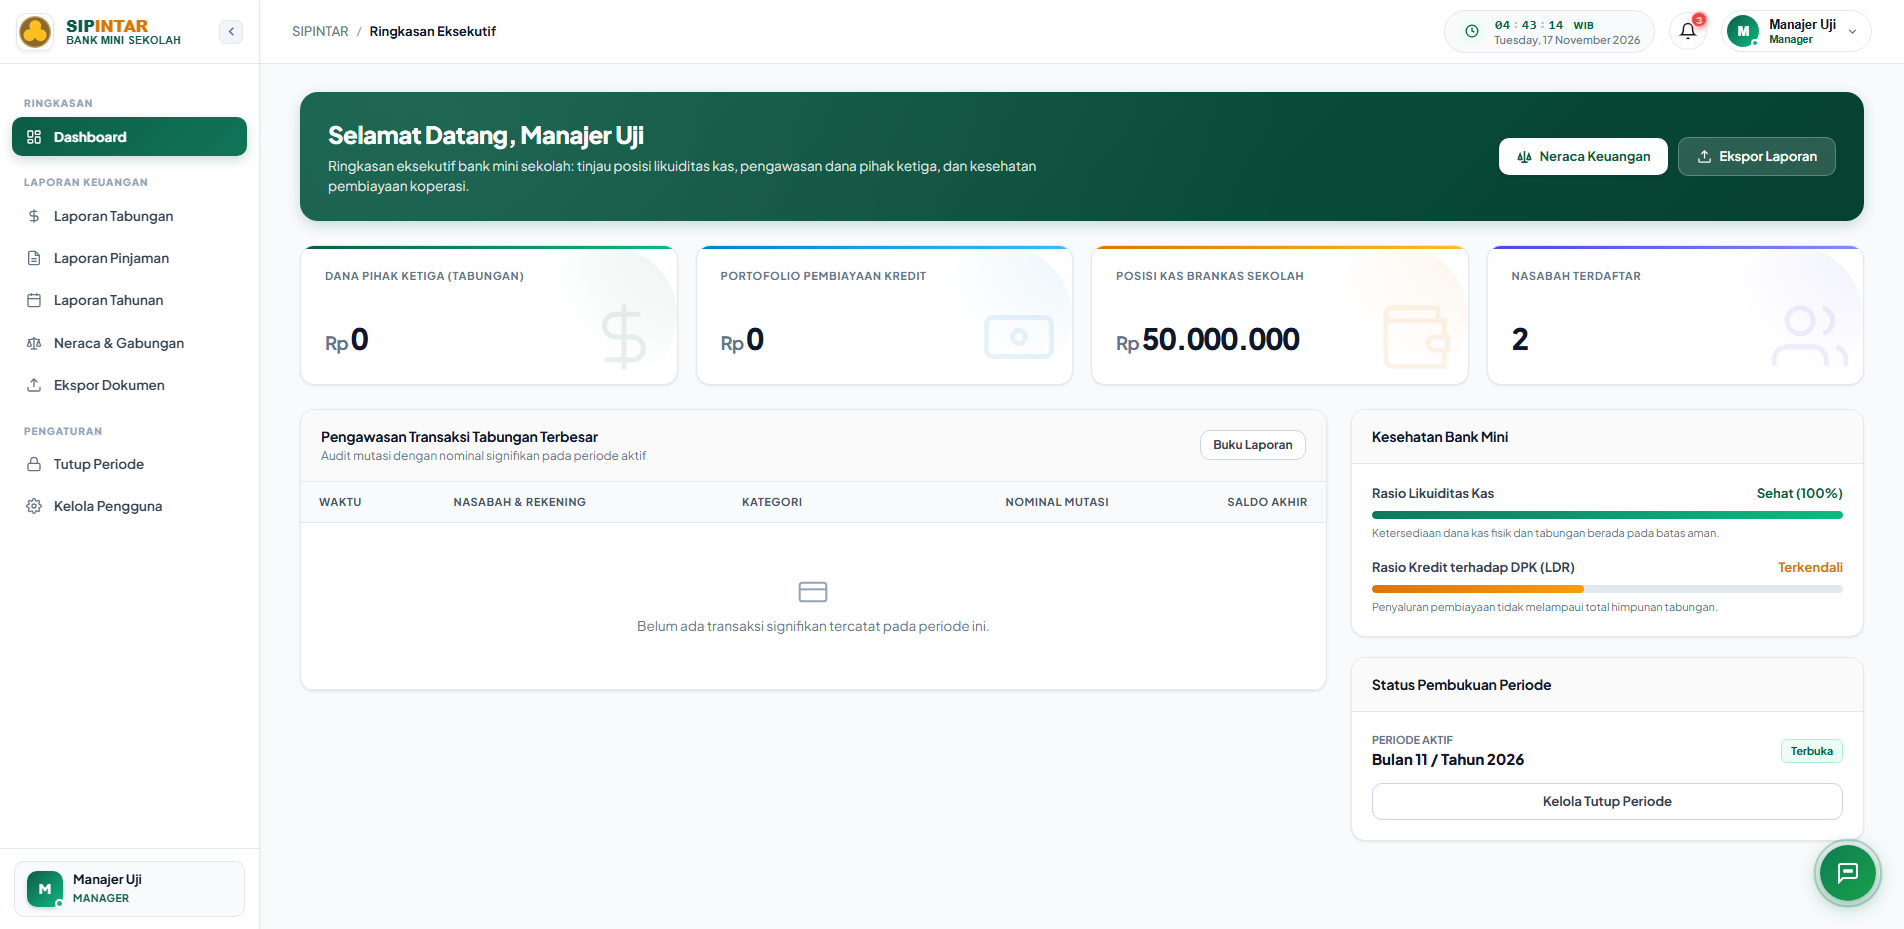 SIPINTAR
BANK MINI SEKOLAH
SIPINTAR / Ringkasan Eksekutif
04 : 43 : 14 WIB
Tuesday, 17 November 2026
3
M
Manajer Uji
Manager
RINGKASAN
Dashboard
LAPORAN KEUANGAN
Laporan Tabungan
Laporan Pinjaman
Laporan Tahunan
Neraca & Gabungan
Ekspor Dokumen
PENGATURAN
Tutup Periode
Kelola Pengguna
M
Manajer Uji
MANAGER
Selamat Datang, Manajer Uji
Ringkasan eksekutif bank mini sekolah: tinjau posisi likuiditas kas, pengawasan dana pihak ketiga, dan kesehatan
pembiayaan koperasi.
Neraca Keuangan
Ekspor Laporan
DANA PIHAK KETIGA (TABUNGAN)
Rp 0
PORTOFOLIO PEMBIAYAAN KREDIT
Rp 0
POSISI KAS BRANKAS SEKOLAH
Rp 50.000.000
NASABAH TERDAFTAR
2
Pengawasan Transaksi Tabungan Terbesar
Audit mutasi dengan nominal signifikan pada periode aktif
Buku Laporan
WAKTU NASABAH & REKENING KATEGORI NOMINAL MUTASI SALDO AKHIR
Belum ada transaksi signifikan tercatat pada periode ini.
Kesehatan Bank Mini
Rasio Likuiditas Kas Sehat (100%)
Ketersediaan dana kas fisik dan tabungan berada pada batas aman.
Rasio Kredit terhadap DPK (LDR) Terkendali
Penyaluran pembiayaan tidak melampaui total himpunan tabungan.
Status Pembukuan Periode
PERIODE AKTIF
Bulan 11 / Tahun 2026
Terbuka
Kelola Tutup Periode